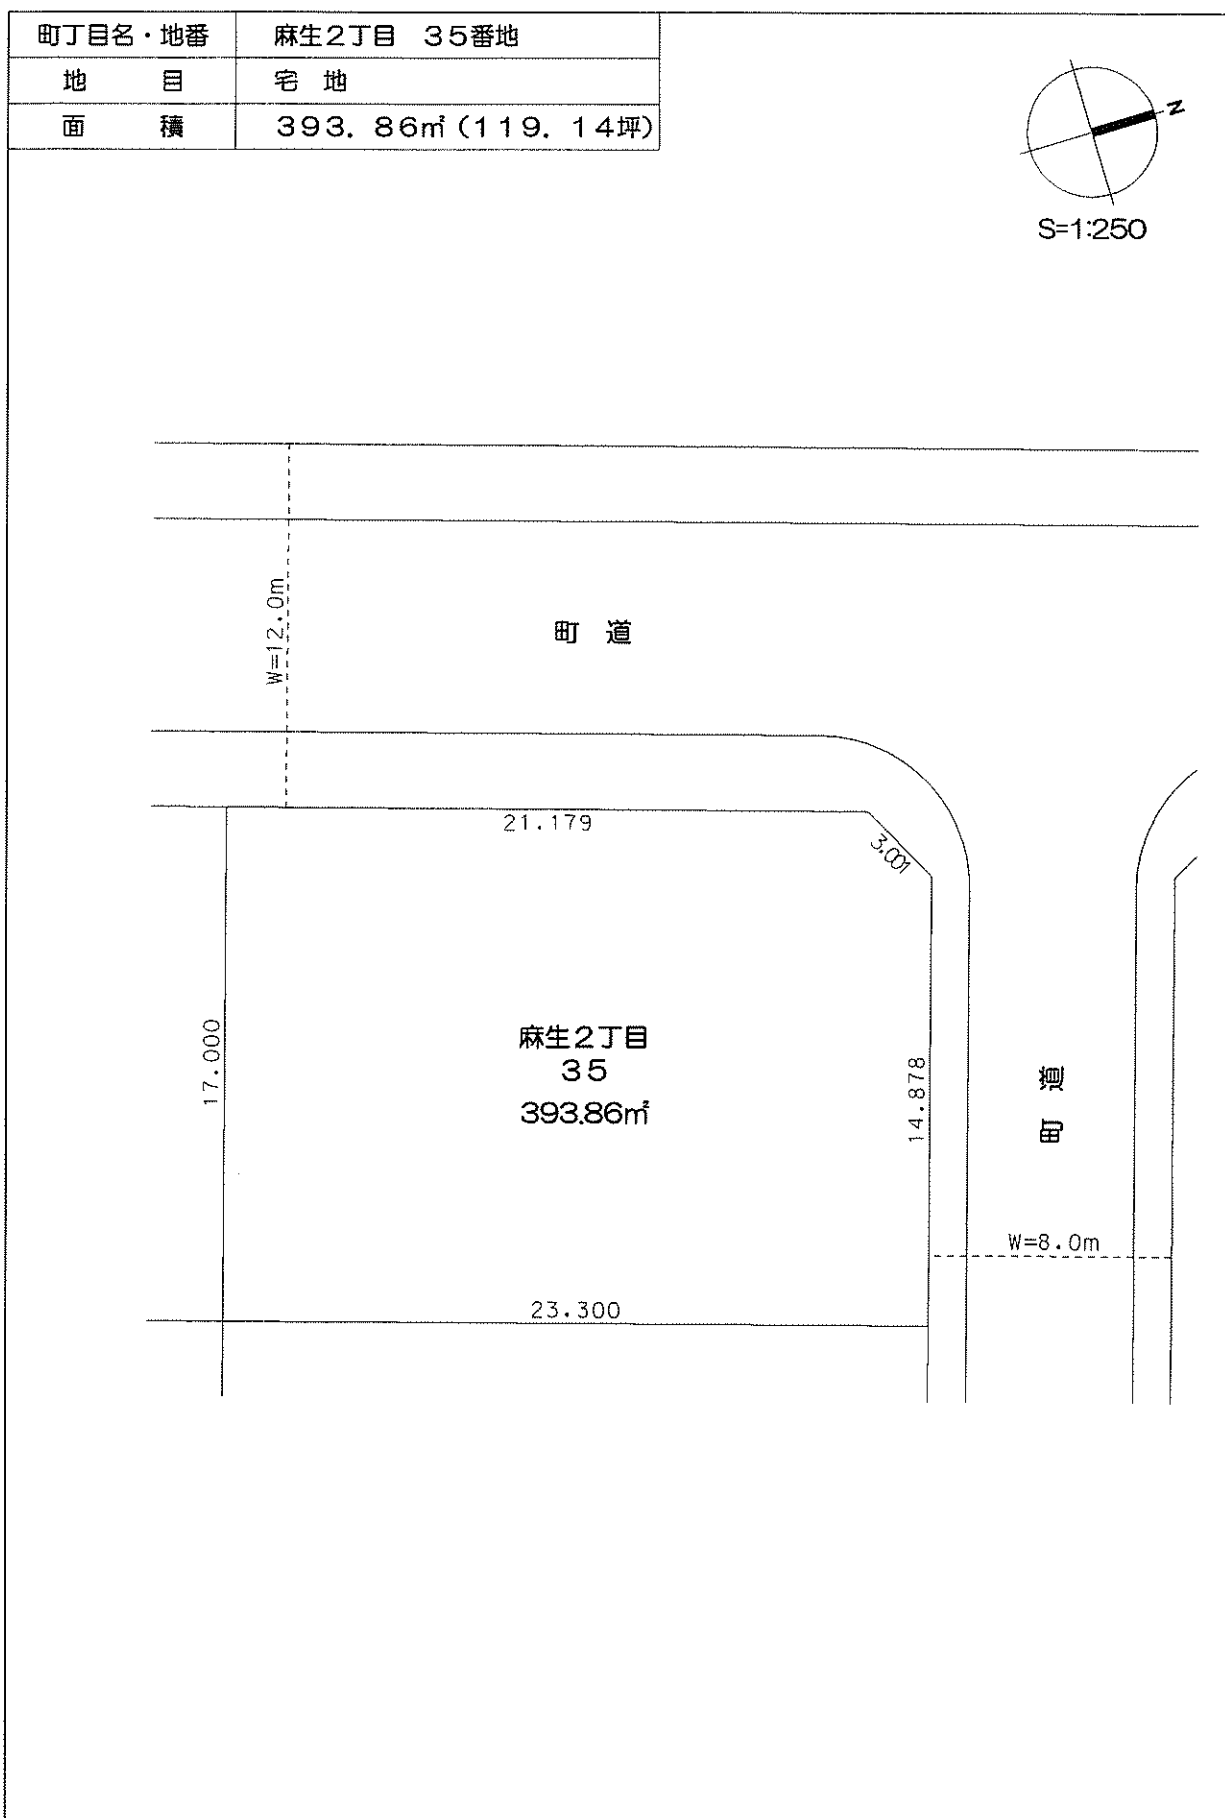 町丁目名・地番 麻生2丁目 35番地
地 目 宅 地
面 積 393.86㎡(119.14坪)
N
S=1:250
W=12.0m
町 道
21.179
3.001
17.000
麻生2丁目
35
393.86㎡
14.878
町 道
W=8.0m
23.300